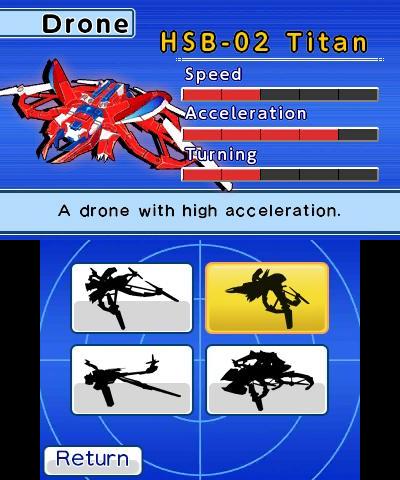 Drone
HSB-02 Titan
Speed
Acceleration
Turning
A drone with high acceleration.
Return